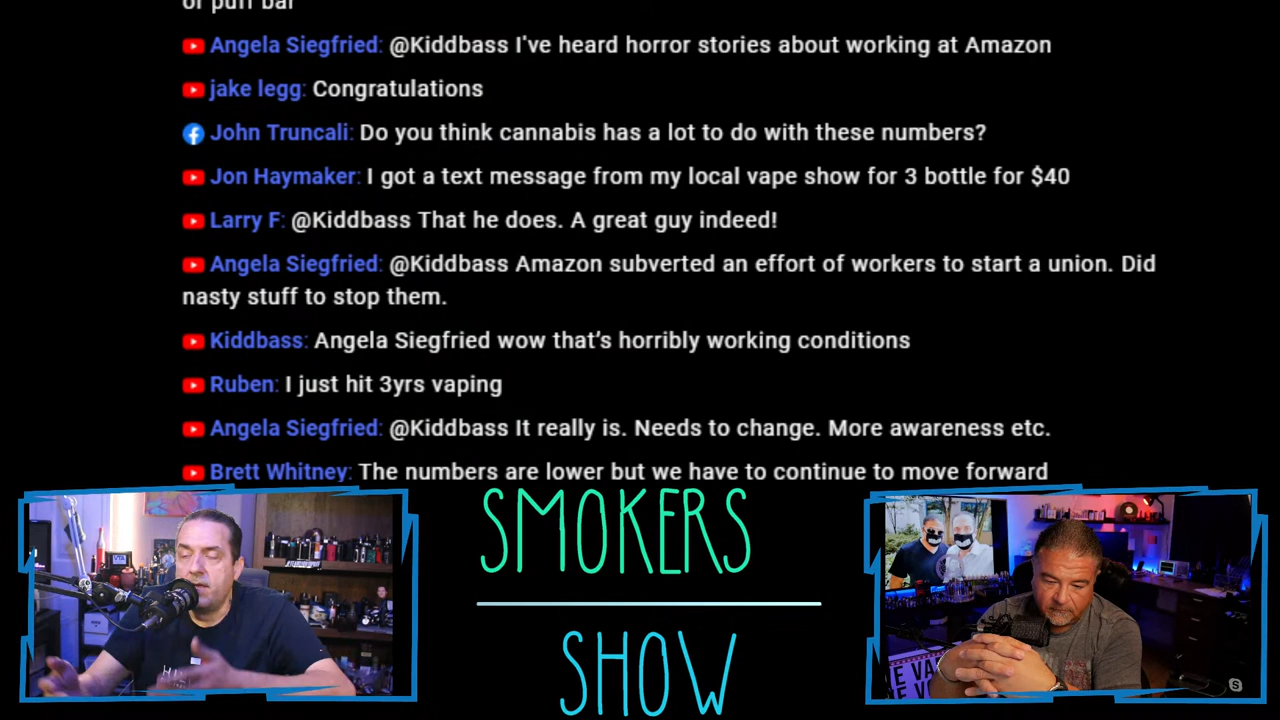 or puff bar
Angela Siegfried: @Kiddbass I've heard horror stories about working at Amazon
jake legg: Congratulations
John Truncali: Do you think cannabis has a lot to do with these numbers?
Jon Haymaker: I got a text message from my local vape show for 3 bottle for $40
Larry F: @Kiddbass That he does. A great guy indeed!
Angela Siegfried: @Kiddbass Amazon subverted an effort of workers to start a union. Did
nasty stuff to stop them.
Kiddbass: Angela Siegfried wow that’s horribly working conditions
Ruben: I just hit 3yrs vaping
Angela Siegfried: @Kiddbass It really is. Needs to change. More awareness etc.
Brett Whitney: The numbers are lower but we have to continue to move forward
SMOKERS
SHOW